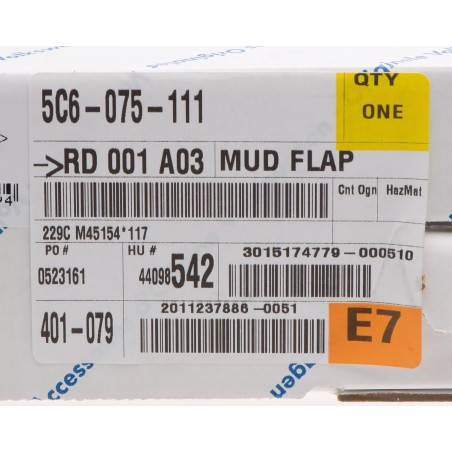 5C6-075-111
QTY
ONE
->RD 001 A03 MUD FLAP
Cnt Ogn HazMat
229C M45154*117
PO # HU # 3015174779-000510
0523161 44098542
2011237886-0051
401-079 E7
Access